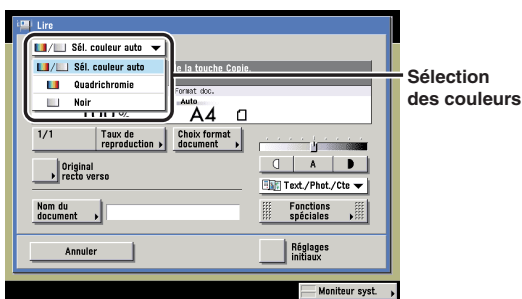 Lire
Sél. couleur auto
Sél. couleur auto
Quadrichromie
Noir
de la touche Copie.
Format doc.
Auto
A4
1/1
Taux de
reproduction
Choix format
document
Original
recto verso
A
Text./Phot./Cte
Nom du
document
Fonctions
spéciales
Annuler
Réglages
initiaux
Moniteur syst.
Sélection
des couleurs